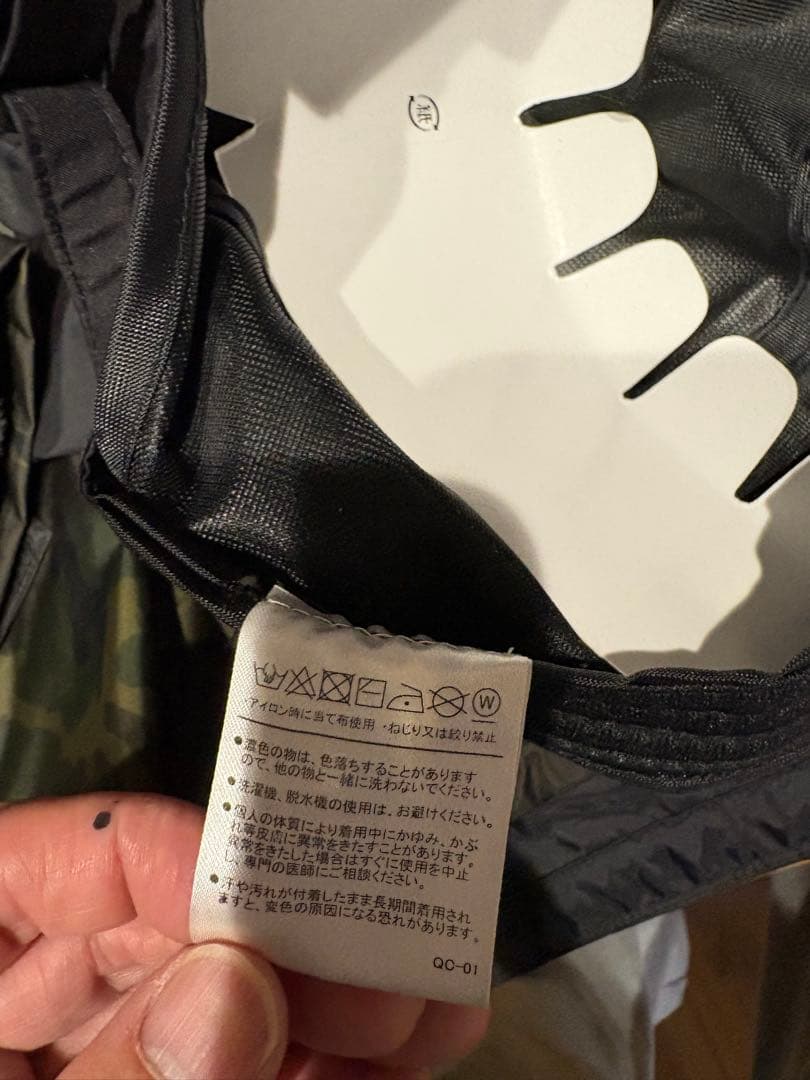 紙
W
アイロン時に当て布使用・ねじり又は絞り禁止
●濃色の物は、色落ちすることがあります
ので、他の物と一緒に洗わないでください。
●洗濯機、脱水機の使用は、お避けください。
●個人の体質により着用中にかゆみ、かぶ
れ等皮膚に異常をきたすことがあります。
異常をきたした場合はすぐに使用を中止
し、専門の医師にご相談ください。
●汗や汚れが付着したまま長期間着用され
ますと、変色の原因になる恐れがあります。
QC-01